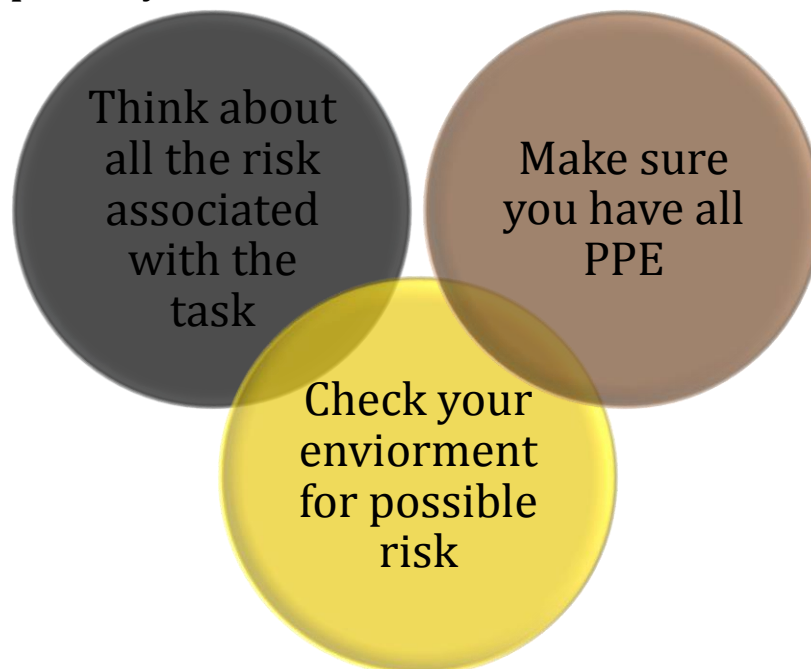 Think about
all the risk
associated
with the
task
Make sure
you have all
PPE
Check your
enviorment
for possible
risk